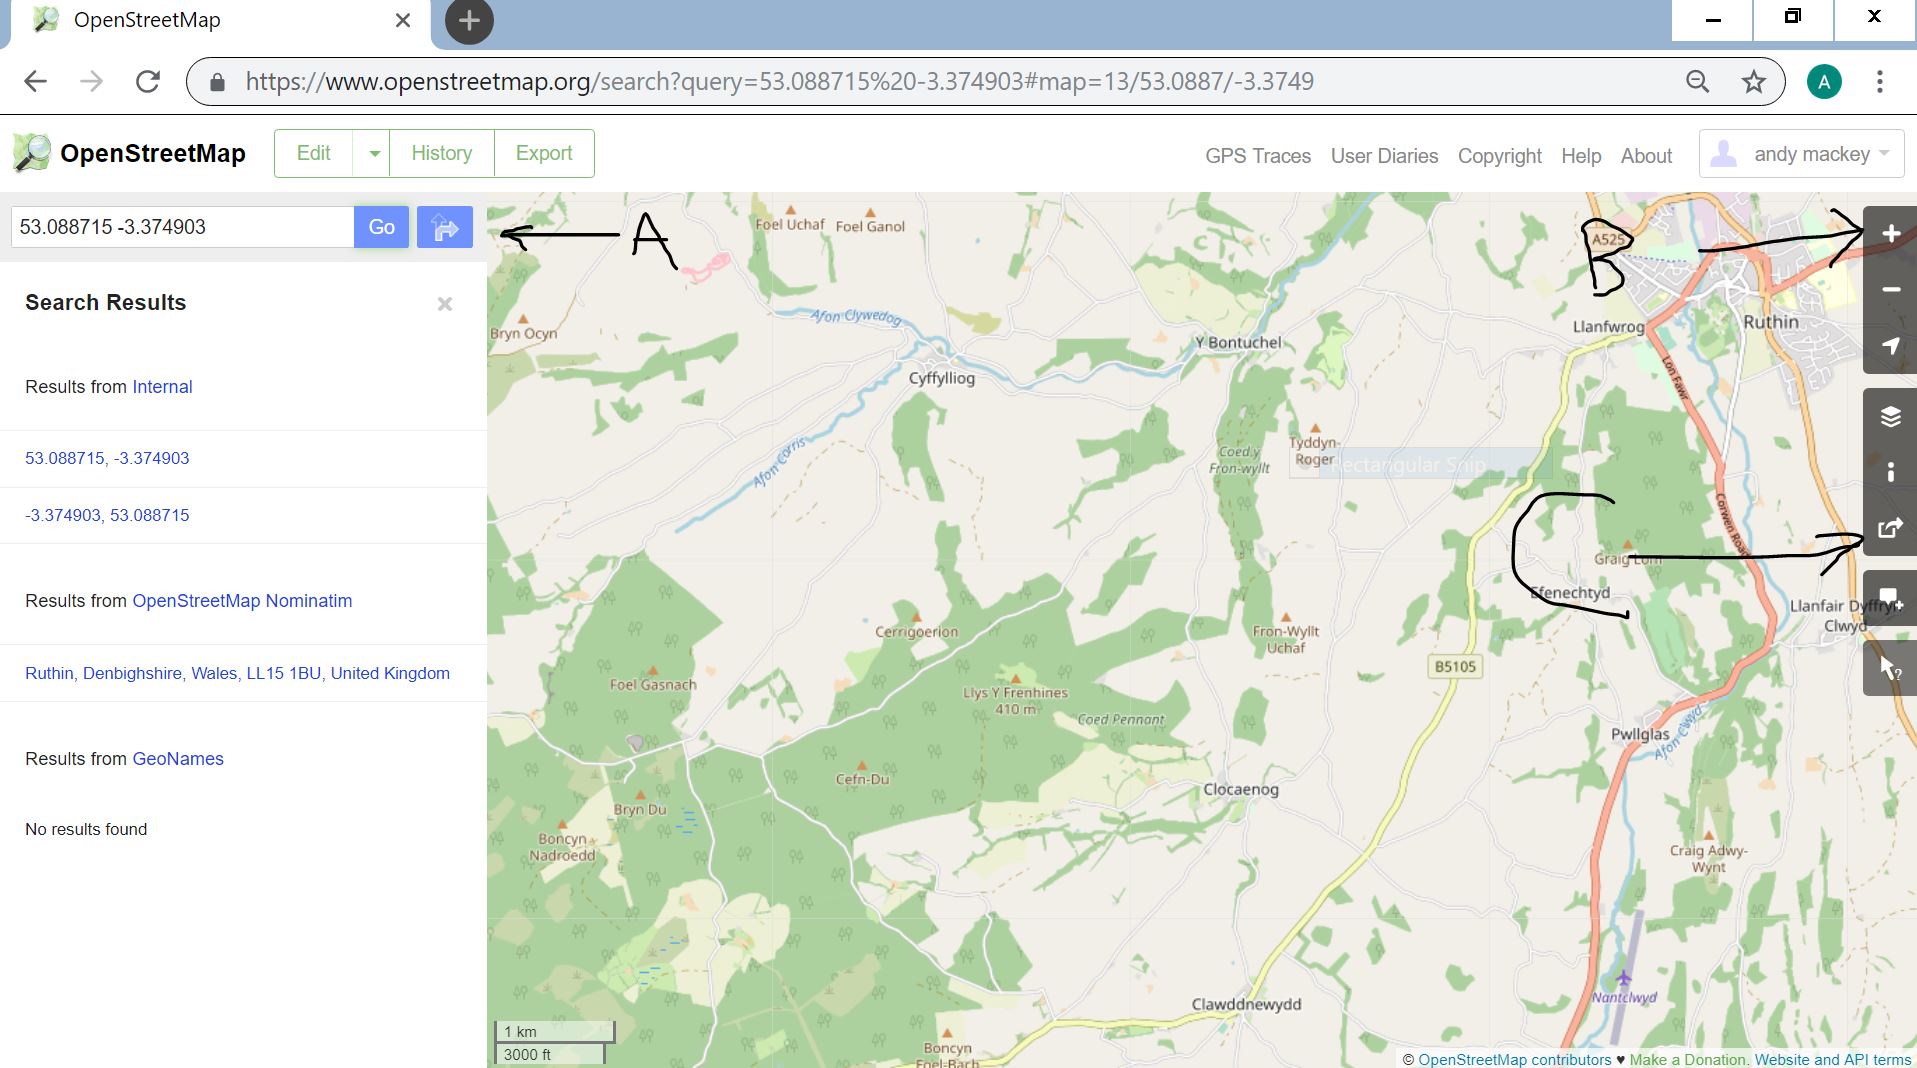 OpenStreetMap
https://www.openstreetmap.org/search?query=53.088715%20-3.374903#map=13/53.0887/-3.3749
A
OpenStreetMap
Edit
History
Export
GPS Traces
User Diaries
Copyright
Help
About
andy mackey
53.088715 -3.374903
Go
Search Results
Results from Internal
53.088715, -3.374903
-3.374903, 53.088715
Results from OpenStreetMap Nominatim
Ruthin, Denbighshire, Wales, LL15 1BU, United Kingdom
Results from GeoNames
No results found
A
Foel Uchaf
Foel Ganol
A525
B
Bryn Ocyn
Afon Clywedog
Y Bontuchel
Llanfwrog
Ruthin
Cyffylliog
Lon Fawr
Afon Corris
Coed y
Fron-wyllt
Tyddyn-
Roger
Rectangular Snip
Corwen Road
C
Graig Lom
Efenechtyd
Llanfair Dyffryn
Clwyd
Cerrigoerion
Fron-Wyllt
Uchaf
B5105
Foel Gasnach
Llys Y Frenhines
410 m
Coed Pennant
Pwllglas
Afon Clwyd
Cefn-Du
Clocaenog
Bryn Du
Boncyn
Nadroedd
Craig Adwy-
Wynt
Nantclwyd
Clawddnewydd
Boncyn
Foel-Bach
1 km
3000 ft
© OpenStreetMap contributors ♥ Make a Donation. Website and API terms